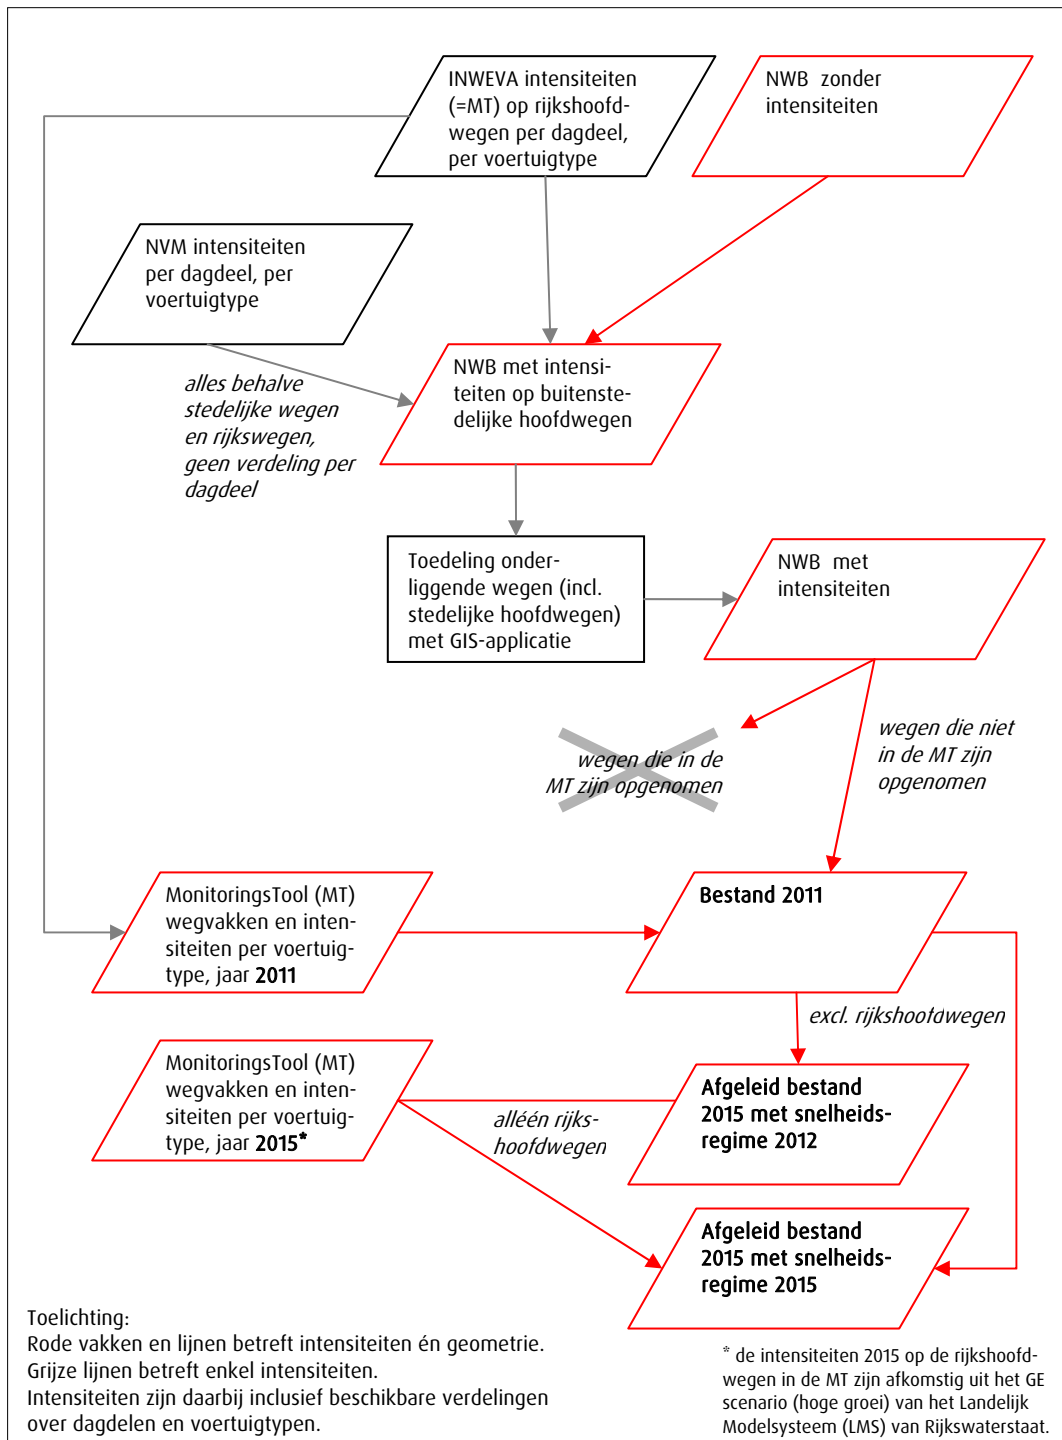 INWEVA intensiteiten
(=MT) op rijkshoofd-
wegen per dagdeel,
per voertuigtype
NWB zonder
intensiteiten
NVM intensiteiten
per dagdeel, per
voertuigtype
alles behalve
stedelijke wegen
en rijkswegen,
geen verdeling per
dagdeel
NWB met intensi-
teiten op buitenste-
delijke hoofdwegen
Toedeling onder-
liggende wegen (incl.
stedelijke hoofdwegen)
met GIS-applicatie
NWB met
intensiteiten
wegen die in de
MT zijn opgenomen
wegen die niet
in de MT zijn
opgenomen
MonitoringsTool (MT)
wegvakken en inten-
siteiten per voertuig-
type, jaar 2011
Bestand 2011
excl. rijkshoofdwegen
MonitoringsTool (MT)
wegvakken en inten-
siteiten per voertuig-
type, jaar 2015*
alléén rijks-
hoofdwegen
Afgeleid bestand
2015 met snelheids-
regime 2012
Afgeleid bestand
2015 met snelheids-
regime 2015
Toelichting:
Rode vakken en lijnen betreft intensiteiten én geometrie.
Grijze lijnen betreft enkel intensiteiten.
Intensiteiten zijn daarbij inclusief beschikbare verdelingen
over dagdelen en voertuigtypen.
* de intensiteiten 2015 op de rijkshoofd-
wegen in de MT zijn afkomstig uit het GE
scenario (hoge groei) van het Landelijk
Modelsysteem (LMS) van Rijkswaterstaat.